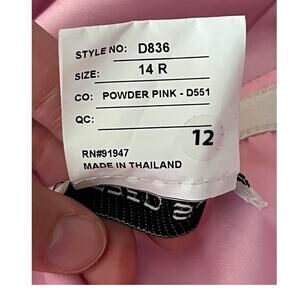 STYLE NO: D836
SIZE: 14 R
CO: POWDER PINK - D551
QC:
12
RN#91947
MADE IN THAILAND